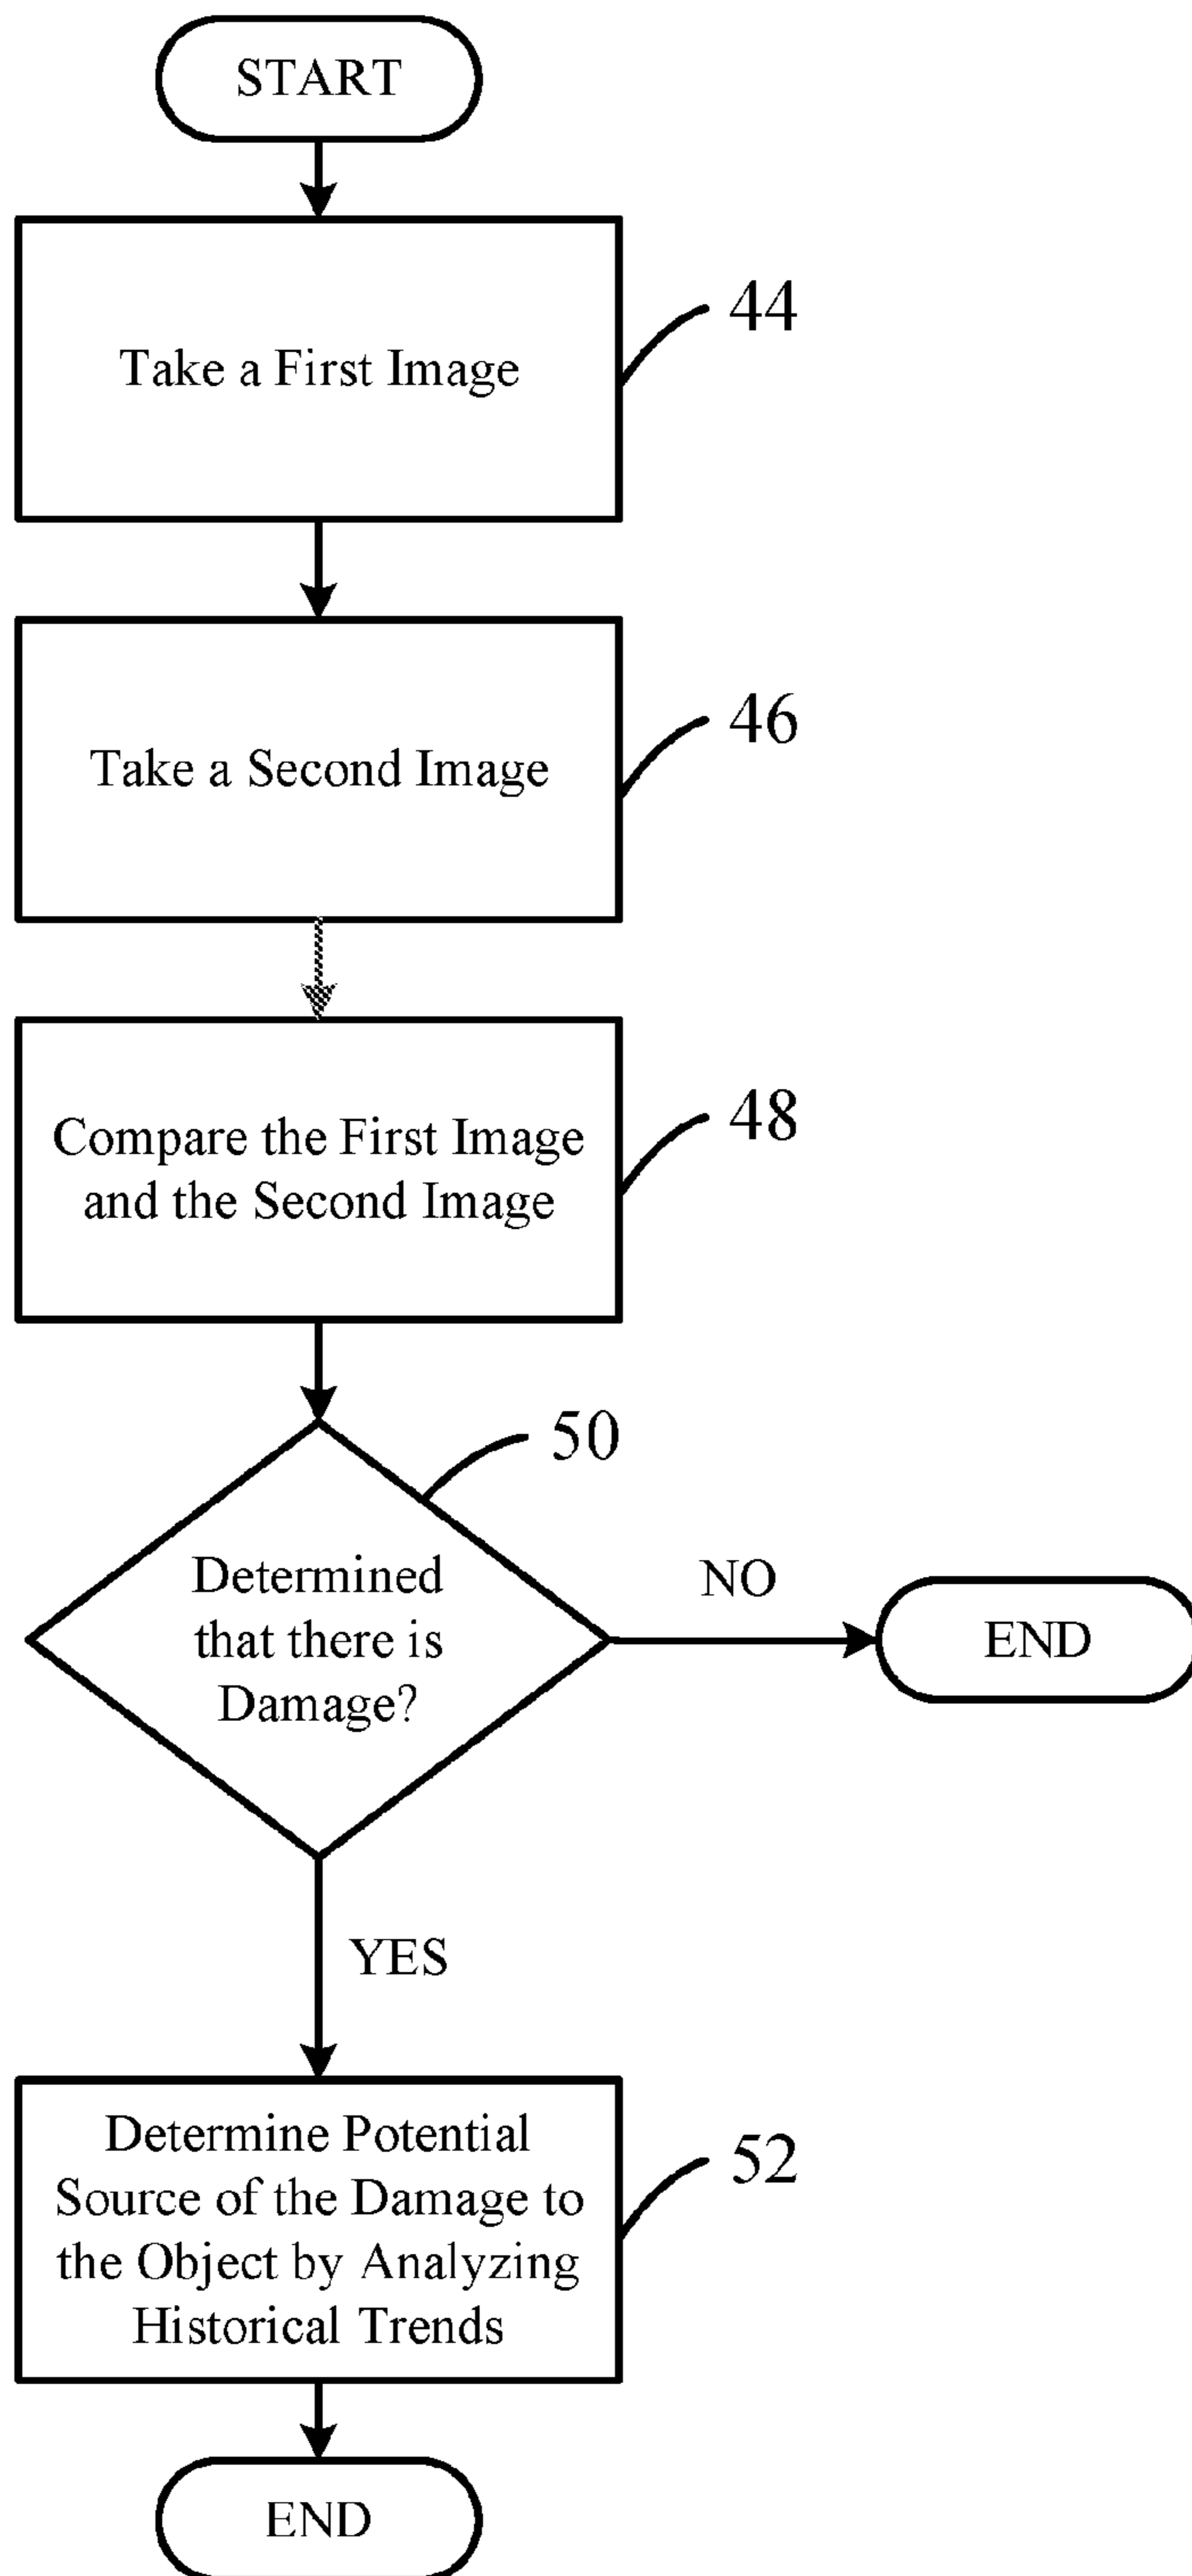 START
Take a First Image
44
Take a Second Image
46
Compare the First Image
and the Second Image
48
50
Determined
that there is
Damage?
NO
END
YES
Determine Potential
Source of the Damage to
the Object by Analyzing
Historical Trends
52
END